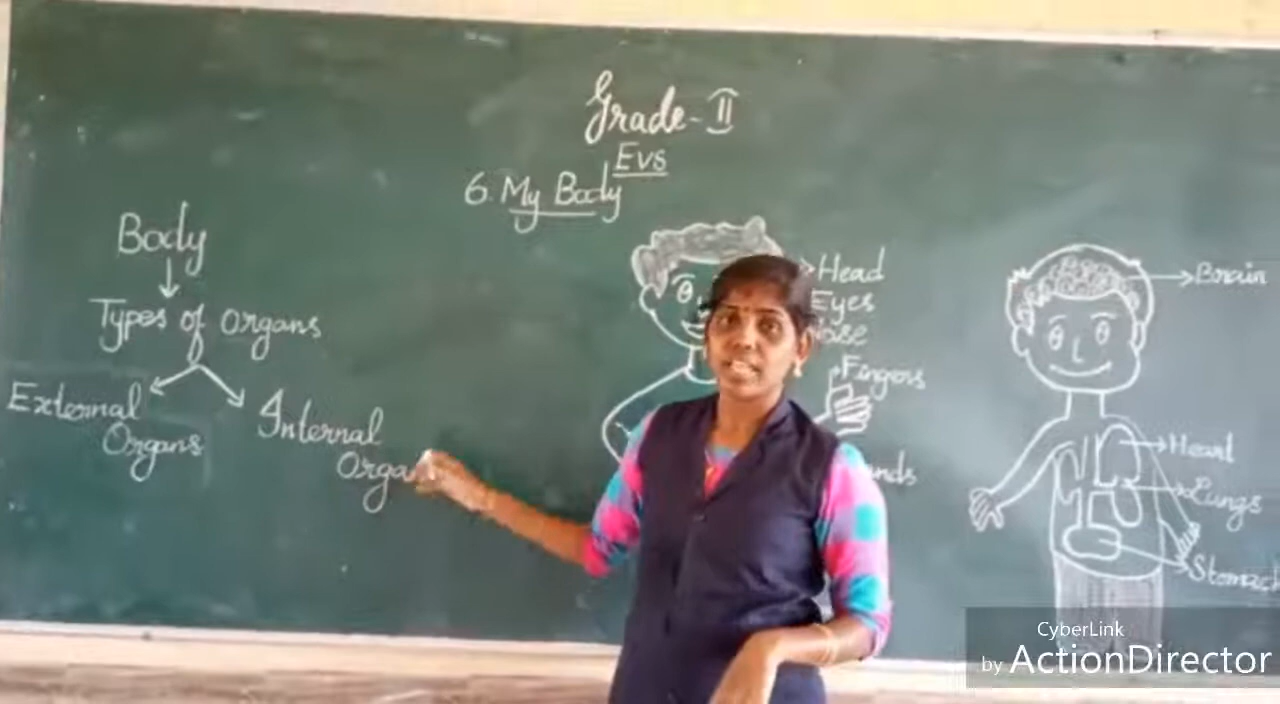 Grade-II
Evs
6. My Body
Body
Types of Organs
External
Organs
Internal
Head
Eyes
Fingers
Brain
Heart
Lungs
CyberLink
by ActionDirector